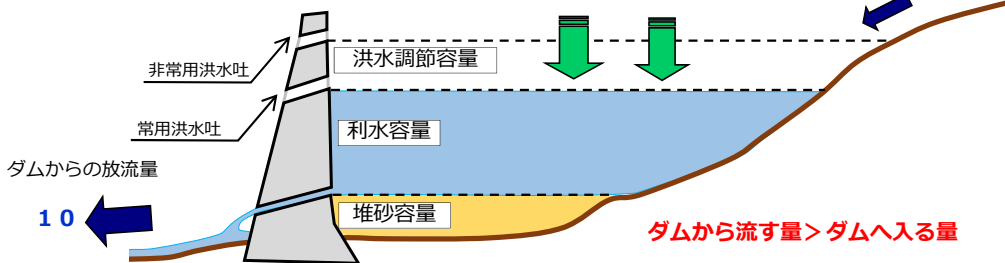 洪水調節容量
非常用洪水吐
常用洪水吐
利水容量
ダムからの放流量
１０
堆砂容量
ダムから流す量＞ダムへ入る量